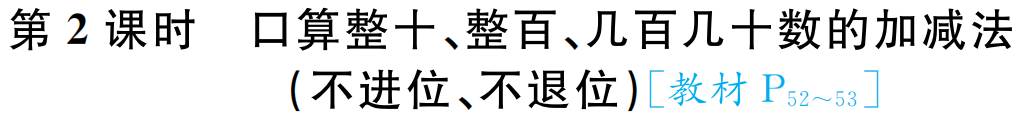 第 2 课时 口算整十、整百、几百几十数的加减法
(不进位、不退位)[教材 P52~53]